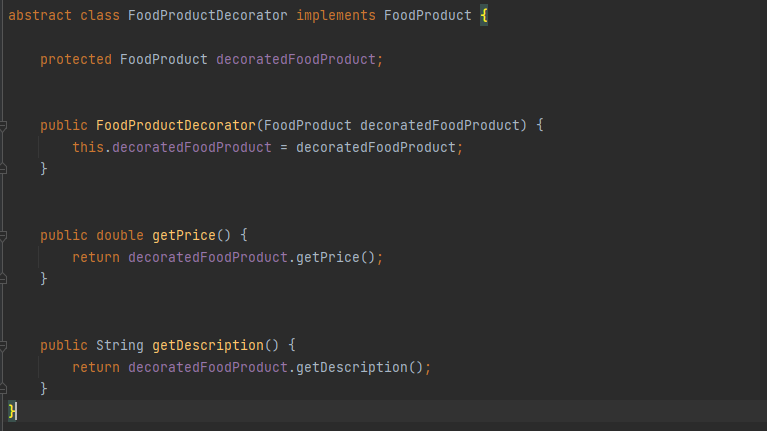 abstract class FoodProductDecorator implements FoodProduct {
protected FoodProduct decoratedFoodProduct;
public FoodProductDecorator(FoodProduct decoratedFoodProduct) {
this.decoratedFoodProduct = decoratedFoodProduct;
}
public double getPrice() {
return decoratedFoodProduct.getPrice();
}
public String getDescription() {
return decoratedFoodProduct.getDescription();
}
}